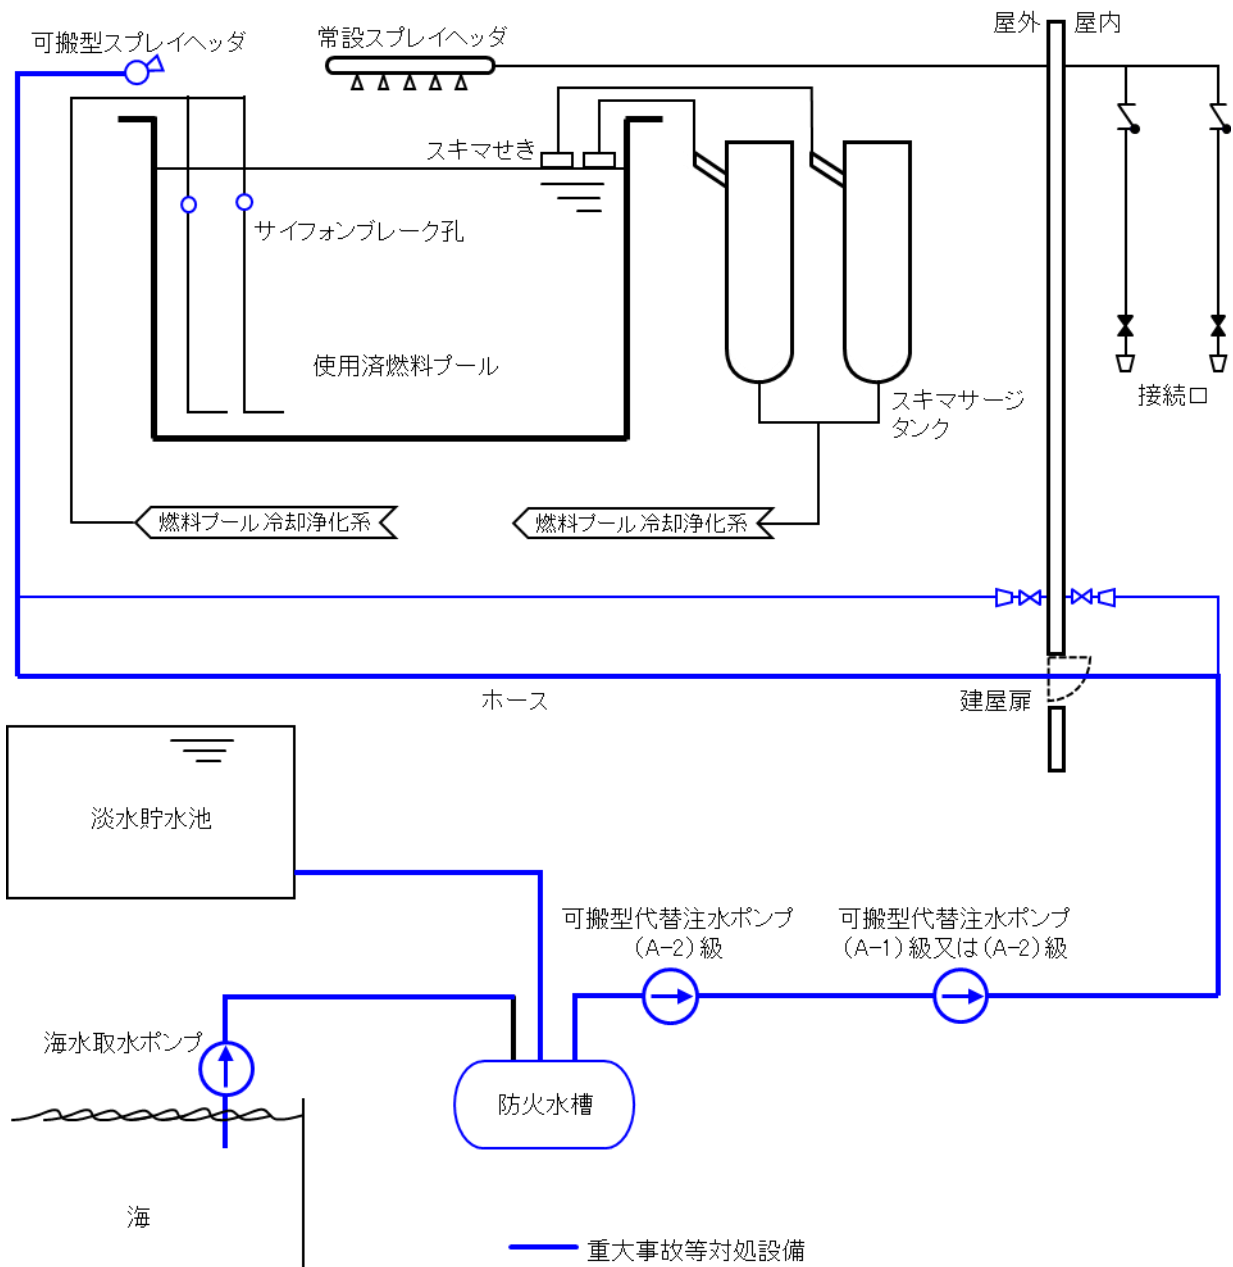 屋外 屋内
可搬型スプレイヘッダ
常設スプレイヘッダ
スキマせき
サイフォンブレーク孔
使用済燃料プール
接続口
スキマサージ
タンク
燃料プール冷却浄化系
燃料プール冷却浄化系
ホース
建屋扉
淡水貯水池
可搬型代替注水ポンプ
(A-2)級
可搬型代替注水ポンプ
(A-1)級又は(A-2)級
海水取水ポンプ
防火水槽
海
重大事故等対処設備